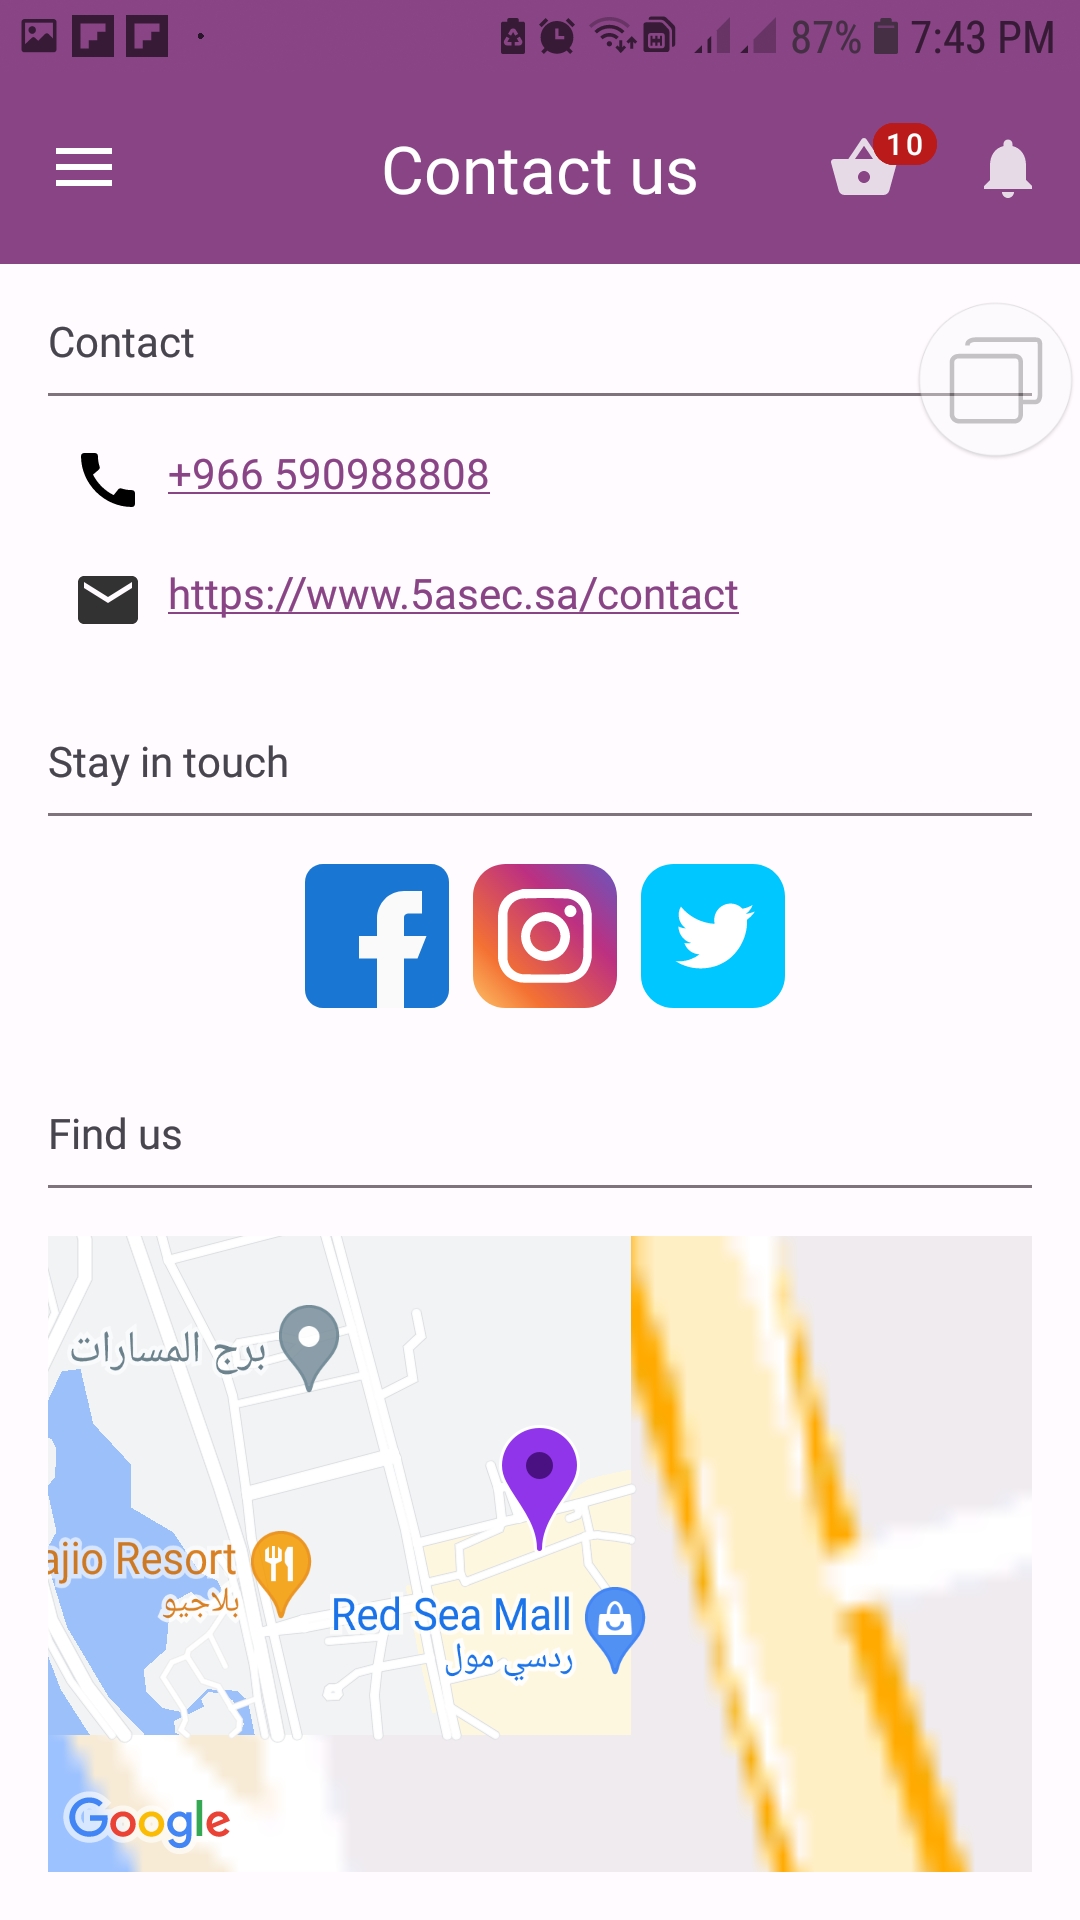 87% 7:43 PM
Contact us
10
Contact
+966 590988808
https://www.5asec.sa/contact
Stay in touch
Find us
برج المسارات
ajio Resort
بلاجيو
Red Sea Mall
ردسي مول
Google